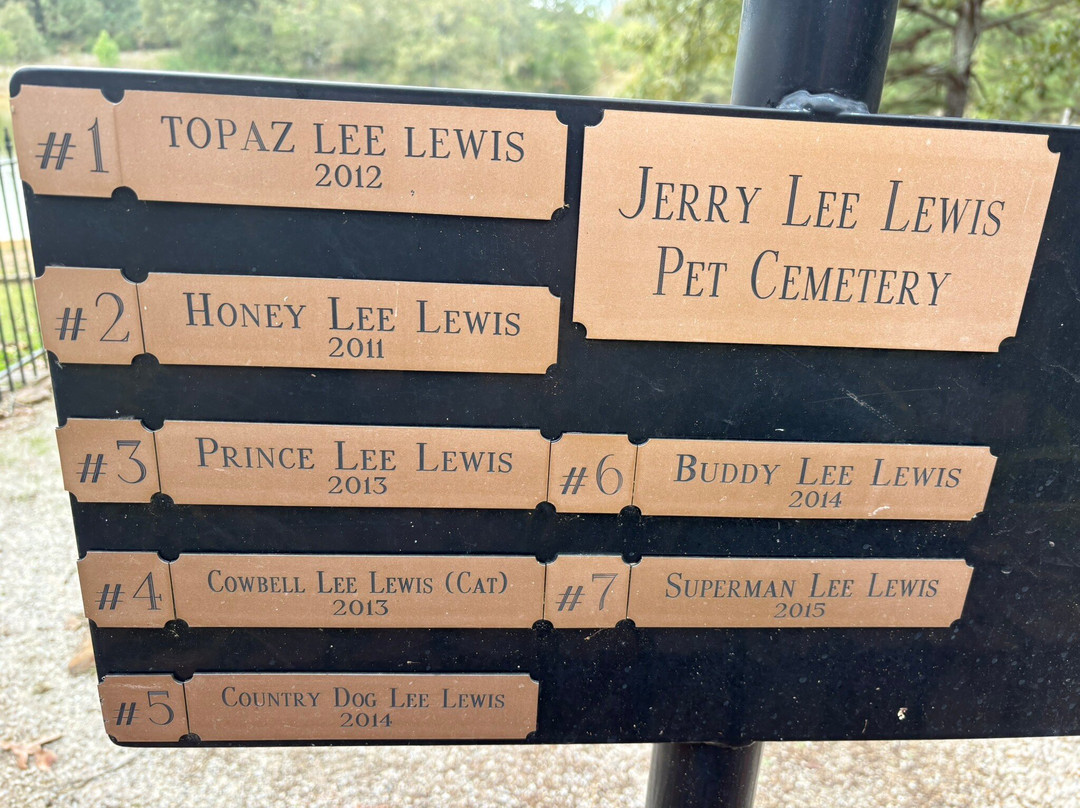 Jerry Lee Lewis
Pet Cemetery
#1 Topaz Lee Lewis
2012
#2 Honey Lee Lewis
2011
#3 Prince Lee Lewis
2013
#4 Cowbell Lee Lewis (Cat)
2013
#5 Country Dog Lee Lewis
2014
#6 Buddy Lee Lewis
2014
#7 Superman Lee Lewis
2015